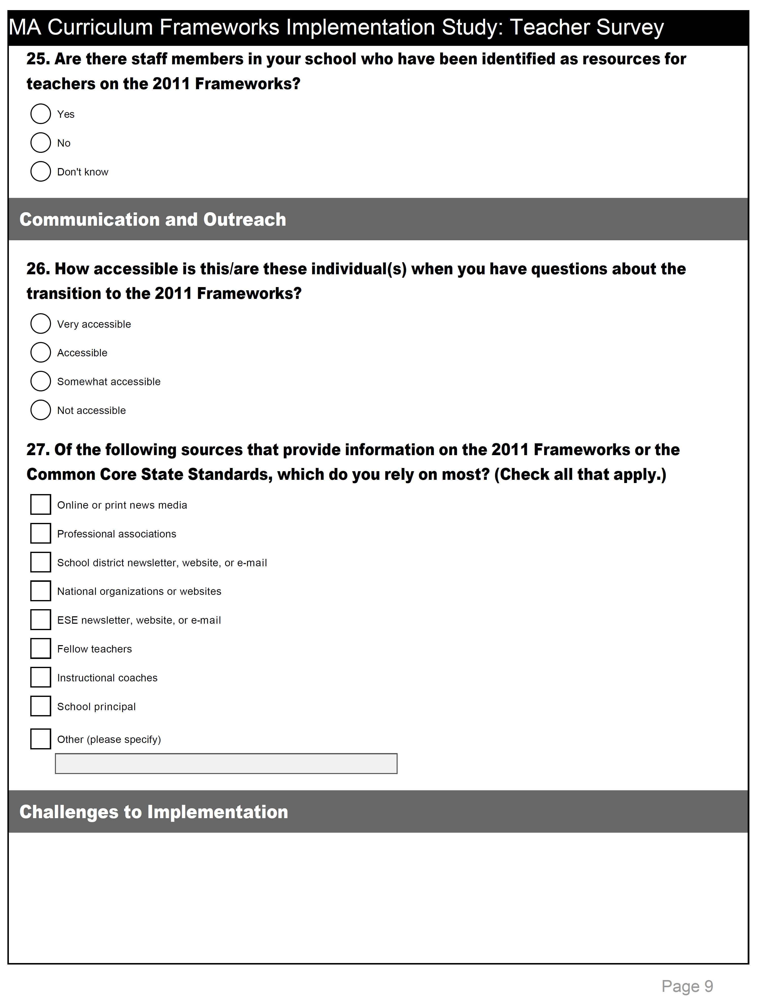 MA Curriculum Frameworks Implementation Study: Teacher Survey
25. Are there staff members in your school who have been identified as resources for
teachers on the 2011 Frameworks?
Yes
No
Don't know
Communication and Outreach
26. How accessible is this/are these individual(s) when you have questions about the
transition to the 2011 Frameworks?
Very accessible
Accessible
Somewhat accessible
Not accessible
27. Of the following sources that provide information on the 2011 Frameworks or the
Common Core State Standards, which do you rely on most? (Check all that apply.)
Online or print news media
Professional associations
School district newsletter, website, or e-mail
National organizations or websites
ESE newsletter, website, or e-mail
Fellow teachers
Instructional coaches
School principal
Other (please specify)
Challenges to Implementation
Page 9